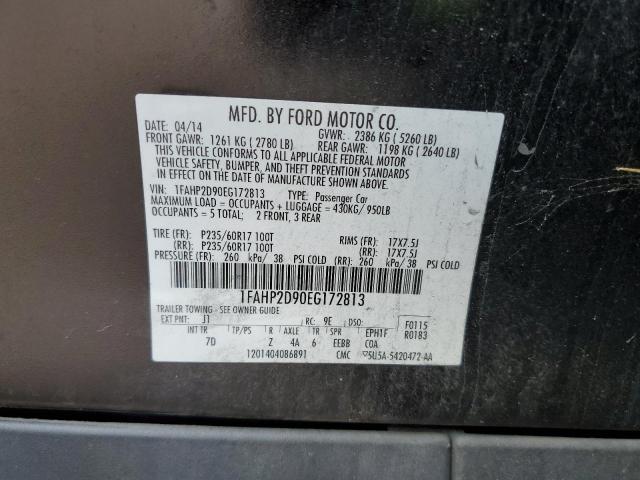 MFD. BY FORD MOTOR CO.
DATE: 04/14 GVWR: 2386 KG ( 5260 LB)
FRONT GAWR: 1261 KG ( 2780 LB) REAR GAWR: 1198 KG ( 2640 LB)
THIS VEHICLE CONFORMS TO ALL APPLICABLE FEDERAL MOTOR
VEHICLE SAFETY, BUMPER, AND THEFT PREVENTION STANDARDS
IN EFFECT ON THE DATE OF MANUFACTURE SHOWN ABOVE.
VIN: 1FAHP2D90EG172813 TYPE: Passenger Car
MAXIMUM LOAD = OCCUPANTS + LUGGAGE = 430KG/ 950LB
OCCUPANTS = 5 TOTAL; 2 FRONT, 3 REAR
TIRE (FR): P235/60R17 100T RIMS (FR): 17X7.5J
(RR): P235/60R17 100T (RR): 17X7.5J
PRESSURE (FR): 260 kPa/ 38 PSI COLD (RR): 260 kPa/ 38 PSI COLD
1FAHP2D90EG172813
TRAILER TOWING - SEE OWNER GUIDE
EXT PNT: J1 RC: 9E DSO: F0115
INT TR TP/PS R AXLE TR SPR EPH1F R0183
7D Z 4A 6 EEBB COA
1201404086891 CMC ▽5U5A-5420472-AA